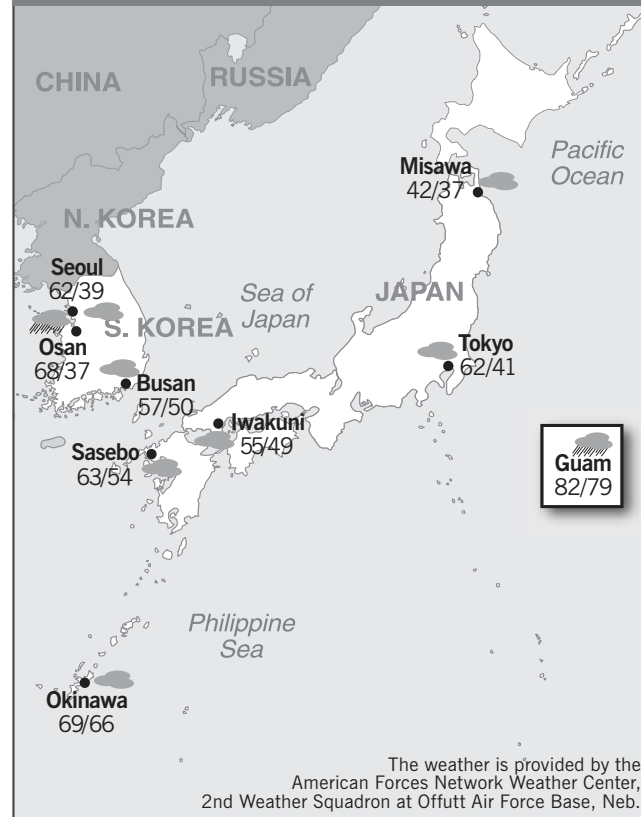 CHINA
RUSSIA
Pacific
Ocean
Misawa
42/37
N. KOREA
Seoul
62/39
Sea of
Japan
JAPAN
S. KOREA
Osan
68/37
Tokyo
62/41
Busan
57/50
Iwakuni
55/49
Sasebo
63/54
Guam
82/79
Philippine
Sea
Okinawa
69/66
The weather is provided by the
American Forces Network Weather Center,
2nd Weather Squadron at Offutt Air Force Base, Neb.